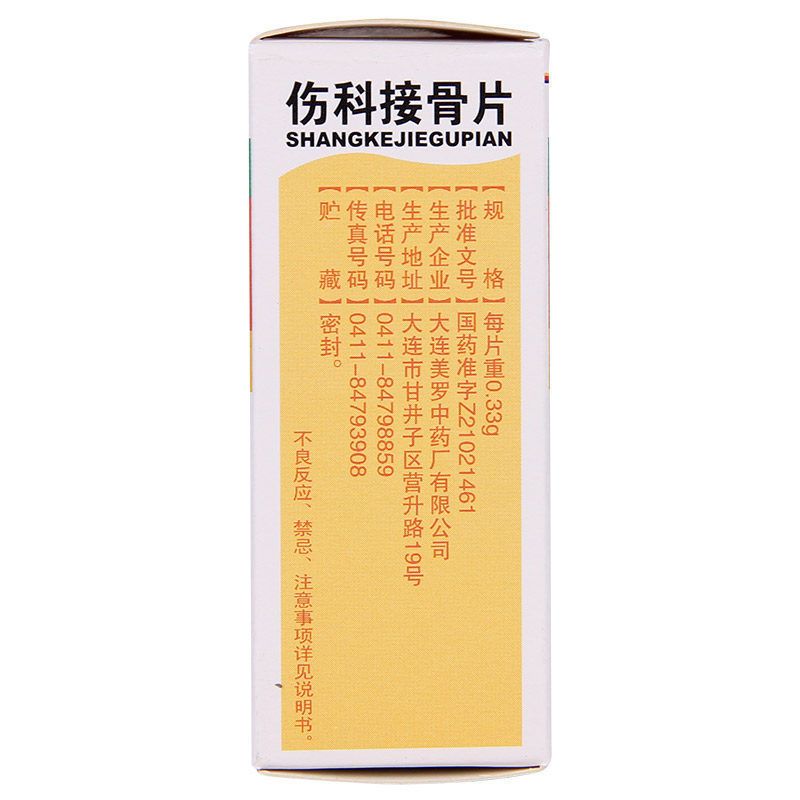 伤科接骨片
SHANGKEJIEGUPIAN
【规格】每片重0.33g
【批准文号】国药准字Z21021461
【生产企业】大连美罗中药厂有限公司
【生产地址】大连市甘井子区营升路19号
【电话号码】0411-84798859
【传真号码】0411-84793908
【贮藏】密封。
不良反应、禁忌、注意事项详见说明书。